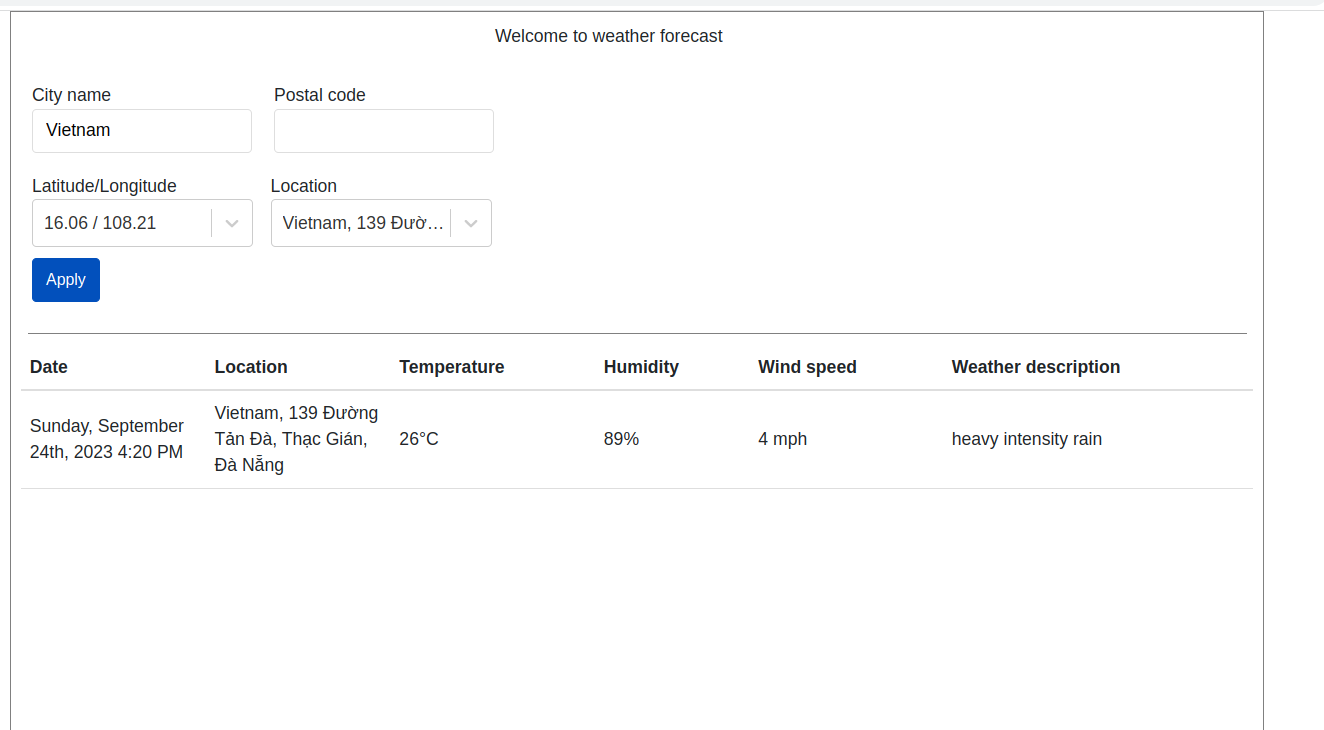 Welcome to weather forecast
City name Postal code
Vietnam
Latitude/Longitude Location
16.06 / 108.21 Vietnam, 139 Đườ...
Apply
Date Location Temperature Humidity Wind speed Weather description
Vietnam, 139 Đường
Sunday, September Tản Đà, Thạc Gián, 26°C 89% 4 mph heavy intensity rain
24th, 2023 4:20 PM Đà Nẵng